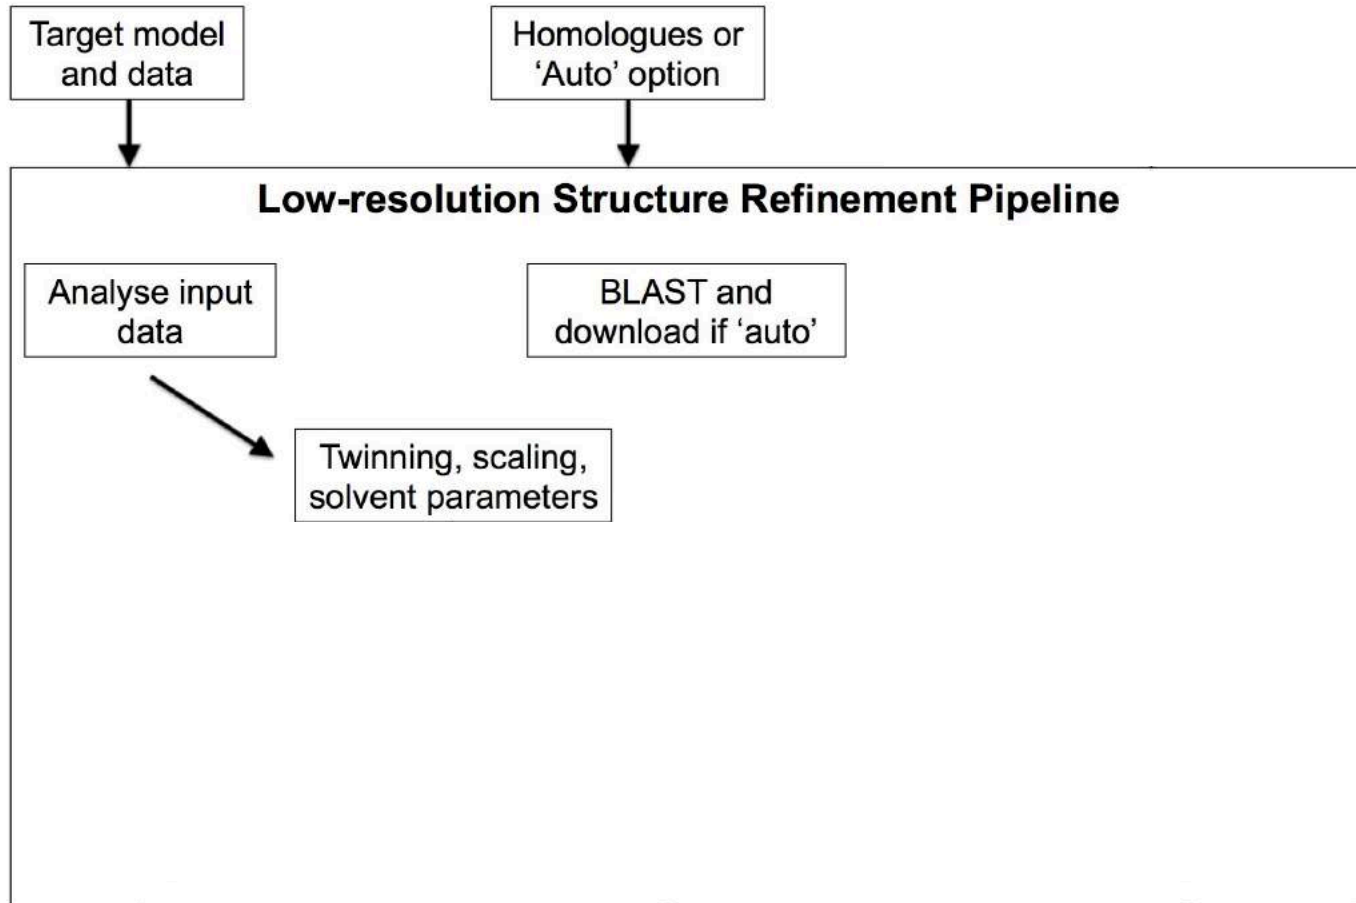 Target model
and data
Homologues or
‘Auto’ option
Low-resolution Structure Refinement Pipeline
Analyse input
data
BLAST and
download if ‘auto’
Twinning, scaling,
solvent parameters